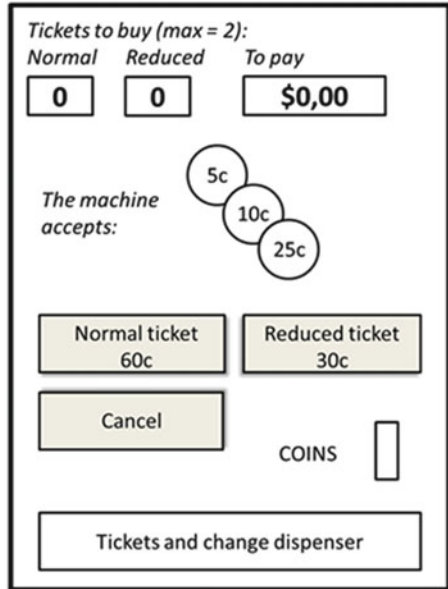 Tickets to buy (max = 2):
Normal Reduced To pay
0 0 $0,00
5c
The machine
accepts:
10c
25c
Normal ticket
60c
Reduced ticket
30c
Cancel
COINS
Tickets and change dispenser